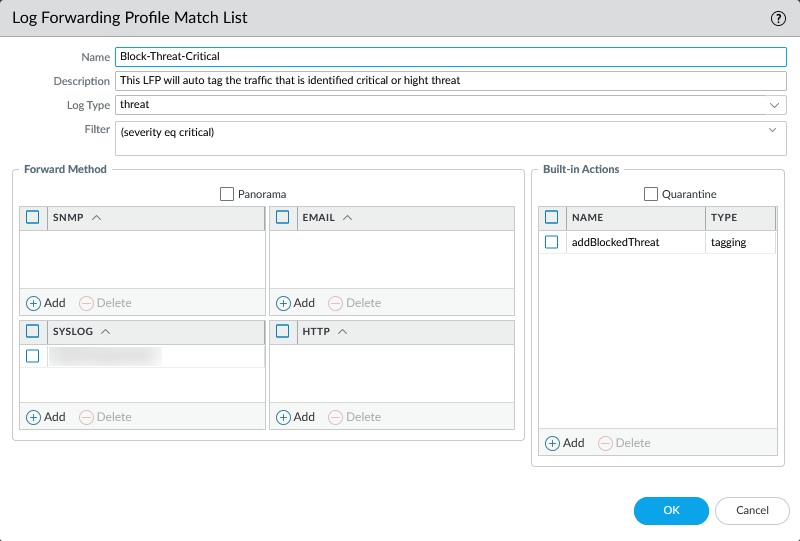 Log Forwarding Profile Match List
Name Block-Threat-Critical
Description This LFP will auto tag the traffic that is identified critical or hight threat
Log Type threat
Filter (severity eq critical)
Forward Method
Panorama
SNMP
EMAIL
Add Delete
Add Delete
SYSLOG
HTTP
Add Delete
Add Delete
Built-in Actions
Quarantine
NAME TYPE
addBlockedThreat tagging
Add Delete
OK Cancel